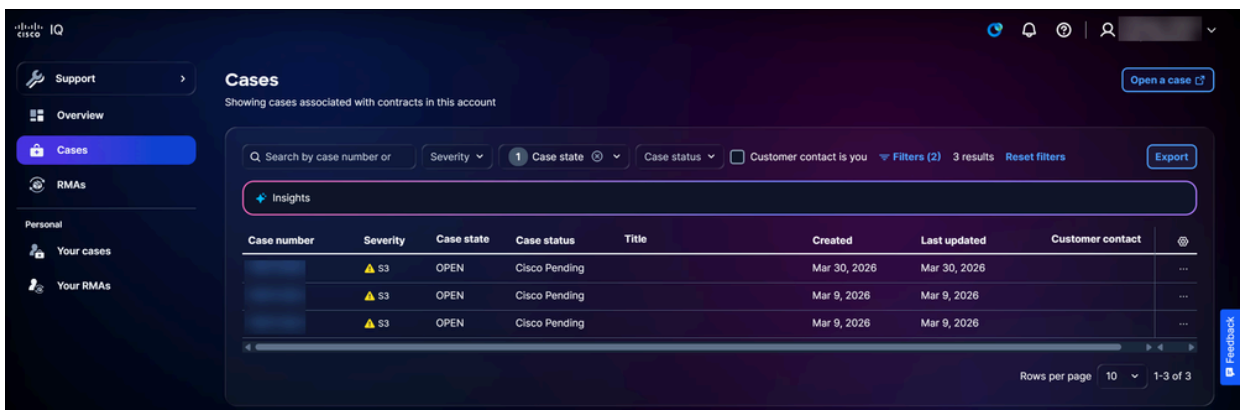 cisco IQ
Support
Overview
Cases
RMAs
Personal
Your cases
Your RMAs
Cases
Open a case
Showing cases associated with contracts in this account
Search by case number or
Severity
1 Case state
Case status
Customer contact is you
Filters (2)
3 results
Reset filters
Export
Insights
Case number Severity Case state Case status Title Created Last updated Customer contact
S3 OPEN Cisco Pending Mar 30, 2026 Mar 30, 2026 ...
S3 OPEN Cisco Pending Mar 9, 2026 Mar 9, 2026 ...
S3 OPEN Cisco Pending Mar 9, 2026 Mar 9, 2026 ...
Rows per page 10 1-3 of 3
Feedback